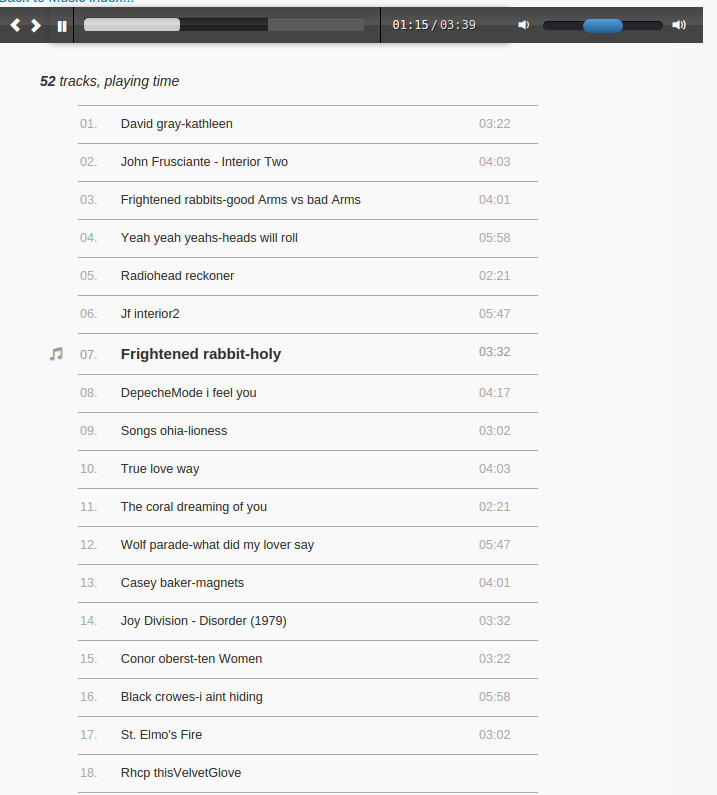 Back to Music Index...
01:15/03:39
52 tracks, playing time
01. David gray-kathleen 03:22
02. John Frusciante - Interior Two 04:03
03. Frightened rabbits-good Arms vs bad Arms 04:01
04. Yeah yeah yeahs-heads will roll 05:58
05. Radiohead reckoner 02:21
06. Jf interior2 05:47
07. Frightened rabbit-holy 03:32
08. DepecheMode i feel you 04:17
09. Songs ohia-lioness 03:02
10. True love way 04:03
11. The coral dreaming of you 02:21
12. Wolf parade-what did my lover say 05:47
13. Casey baker-magnets 04:01
14. Joy Division - Disorder (1979) 03:32
15. Conor oberst-ten Women 03:22
16. Black crowes-i aint hiding 05:58
17. St. Elmo's Fire 03:02
18. Rhcp thisVelvetGlove